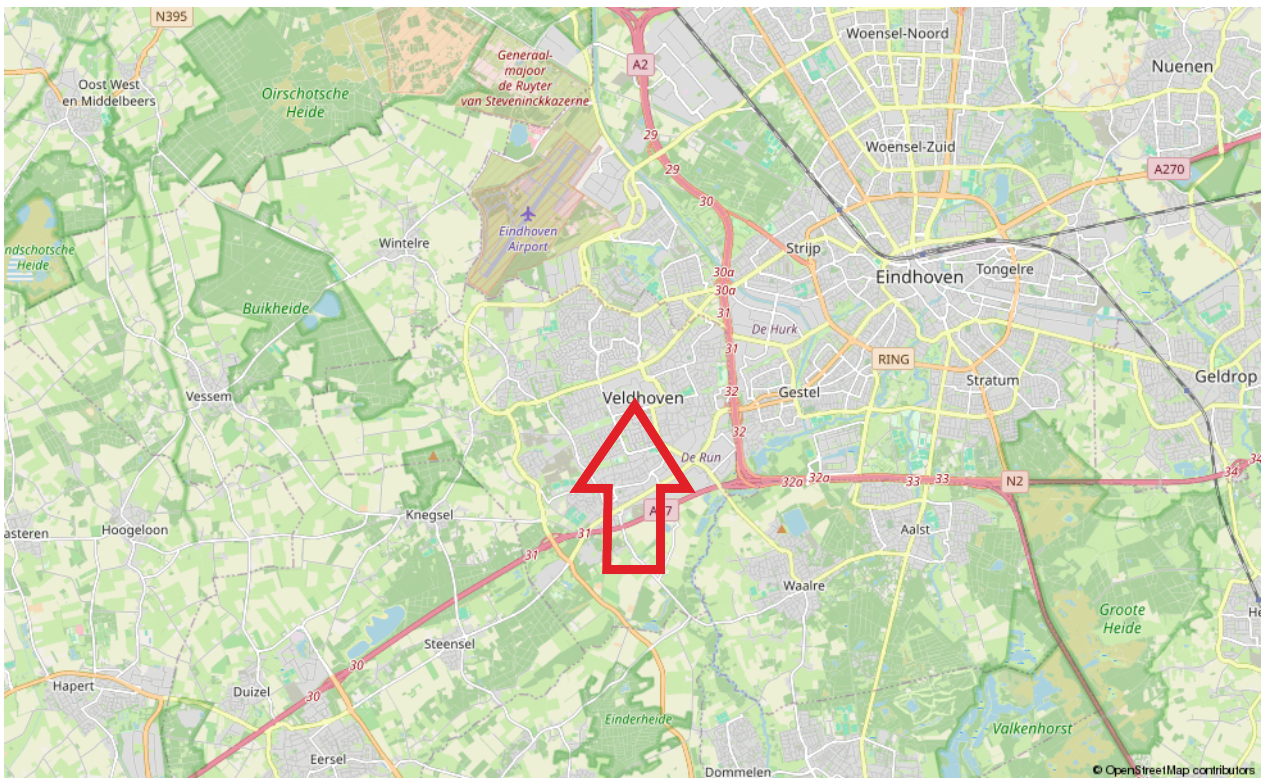 N395
Oost West
en Middelbeers
Oirschotsche
Heide
Generaal-
majoor
de Ruyter
van Steveninckkazerne
A2
Woensel-Noord
Nuenen
29
Woensel-Zuid
29
A270
30
ndschotsche
Heide
Wintelre
Eindhoven
Airport
Strijp
Eindhoven
Tongelre
30a
30a
Buikheide
31
De Hurk
31
RING
Vessem
Veldhoven
32
Gestel
Stratum
Geldrop
32
De Run
34
34
32a
32a
33
33
N2
Knegsel
A
7
Hoogeloon
asteren
31
31
Aalst
Waalre
Groote
Heide
He
Steensel
30
30
Hapert
Duizel
Einderheide
Valkenhorst
Eersel
Dommelen
© OpenStreetMap contributors